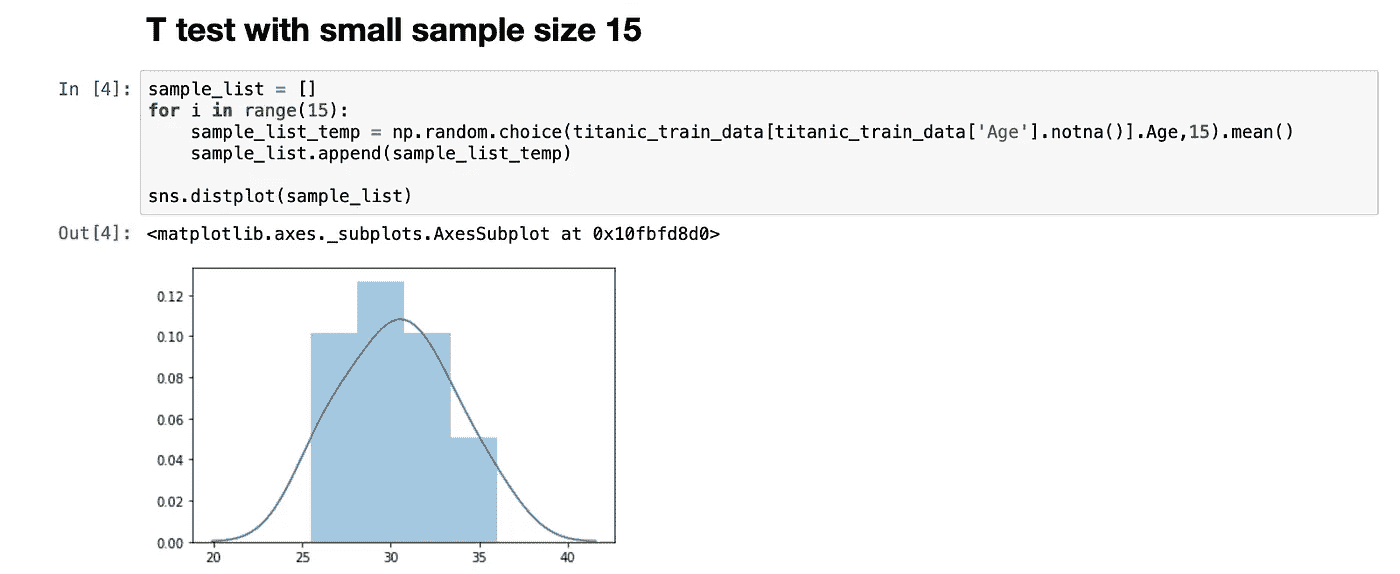 T test with small sample size 15
In [4]: sample_list = []
for i in range(15):
    sample_list_temp = np.random.choice(titanic_train_data[titanic_train_data['Age'].notna()].Age,15).mean()
    sample_list.append(sample_list_temp)
sns.distplot(sample_list)
Out[4]: <matplotlib.axes._subplots.AxesSubplot at 0x10fbfd8d0>
0.12
0.10
0.08
0.06
0.04
0.02
0.00
20 25 30 35 40